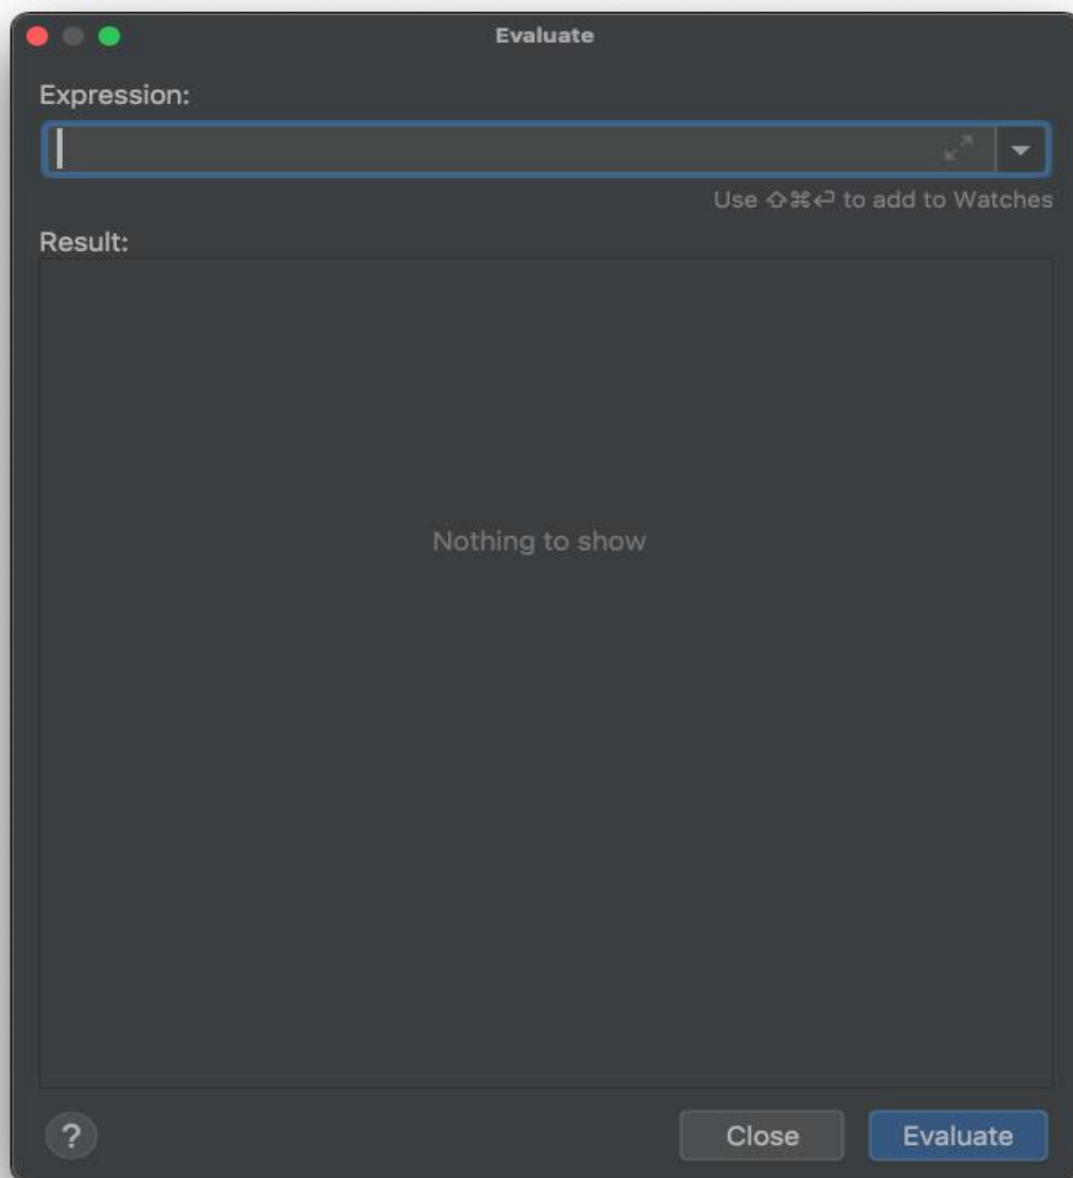 Evaluate
Expression:
Use ⇧⌘⏎ to add to Watches
Result:
Nothing to show
?
Close
Evaluate